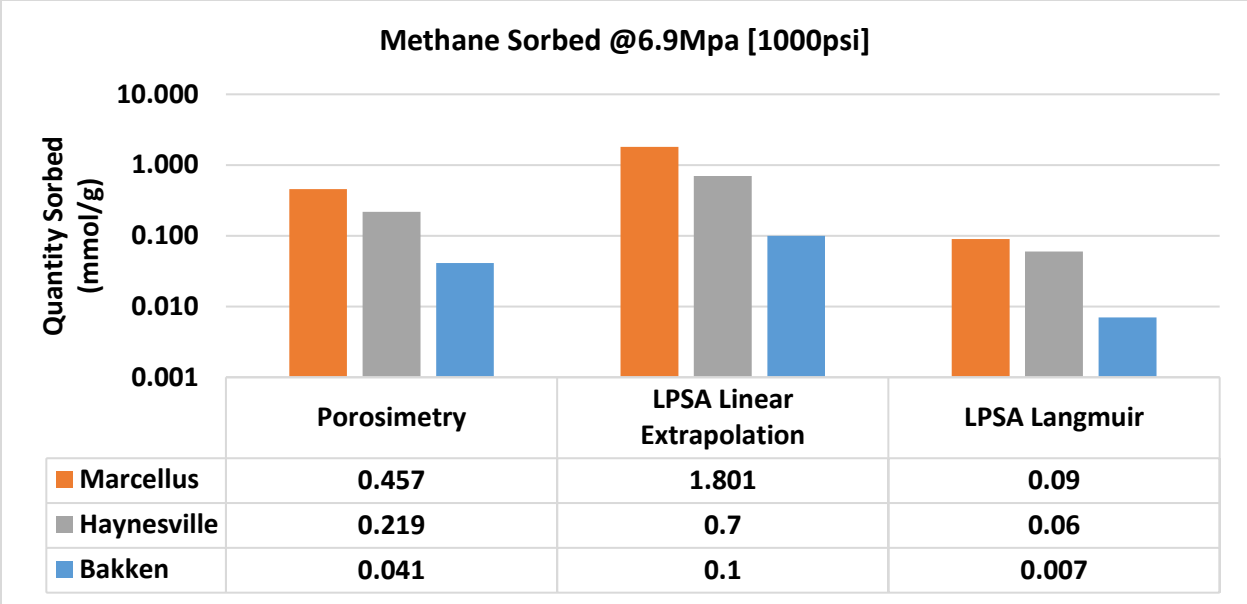 Methane Sorbed @6.9Mpa [1000psi]
Quantity Sorbed
(mmol/g)
10.000
1.000
0.100
0.010
0.001
Porosimetry
LPSA Linear
Extrapolation
LPSA Langmuir
Marcellus 0.457 1.801 0.09
Haynesville 0.219 0.7 0.06
Bakken 0.041 0.1 0.007